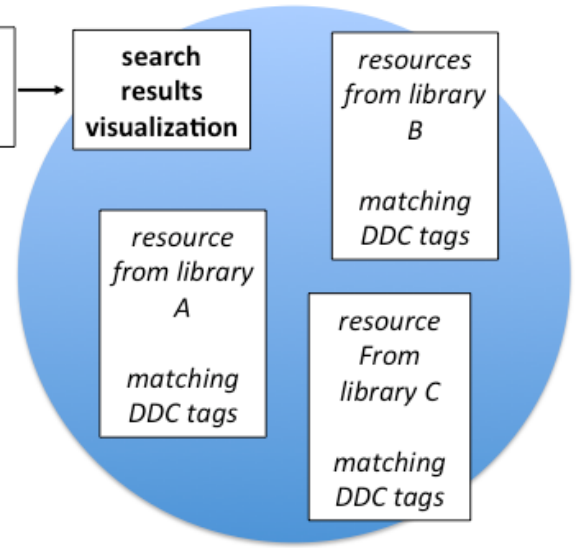 search
results
visualization
resources
from library
B
matching
DDC tags
resource
from library
A
matching
DDC tags
resource
From
library C
matching
DDC tags